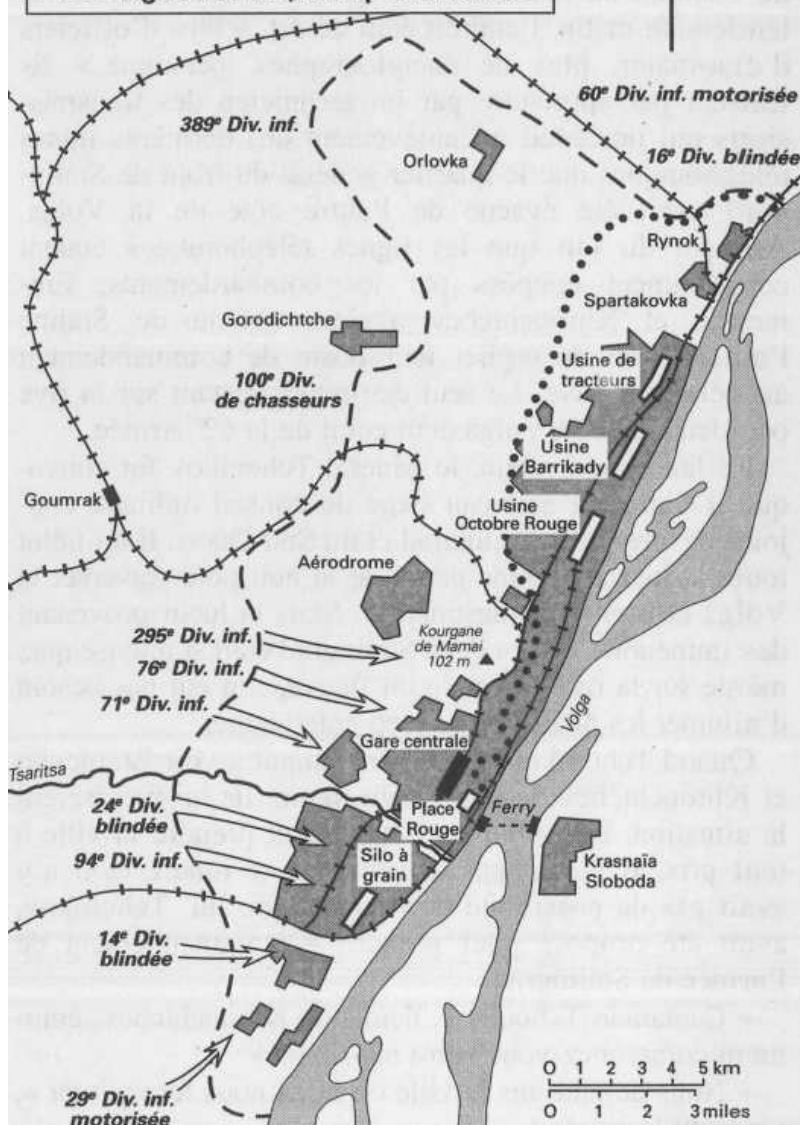 60e Div. inf. motorisée
389e Div. inf.
Orlovka
16e Div. blindée
Rynok
Spartakovka
Gorodichtche
Usine de
tracteurs
100e Div.
de chasseurs
Usine
Barrikady
Goumrak
Usine
Octobre Rouge
Aérodrome
295e Div. inf.
Kourgane
de Mamai
102 m
76e Div. inf.
71e Div. inf.
Volga
Gare centrale
Tsaritsa
24e Div.
blindée
Place
Rouge
Ferry
94e Div. inf.
Silo à
grain
Krasnaïa
Sloboda
14e Div.
blindée
29e Div. inf.
motorisée
0 1 2 3 4 5 km
0 1 2 3 miles